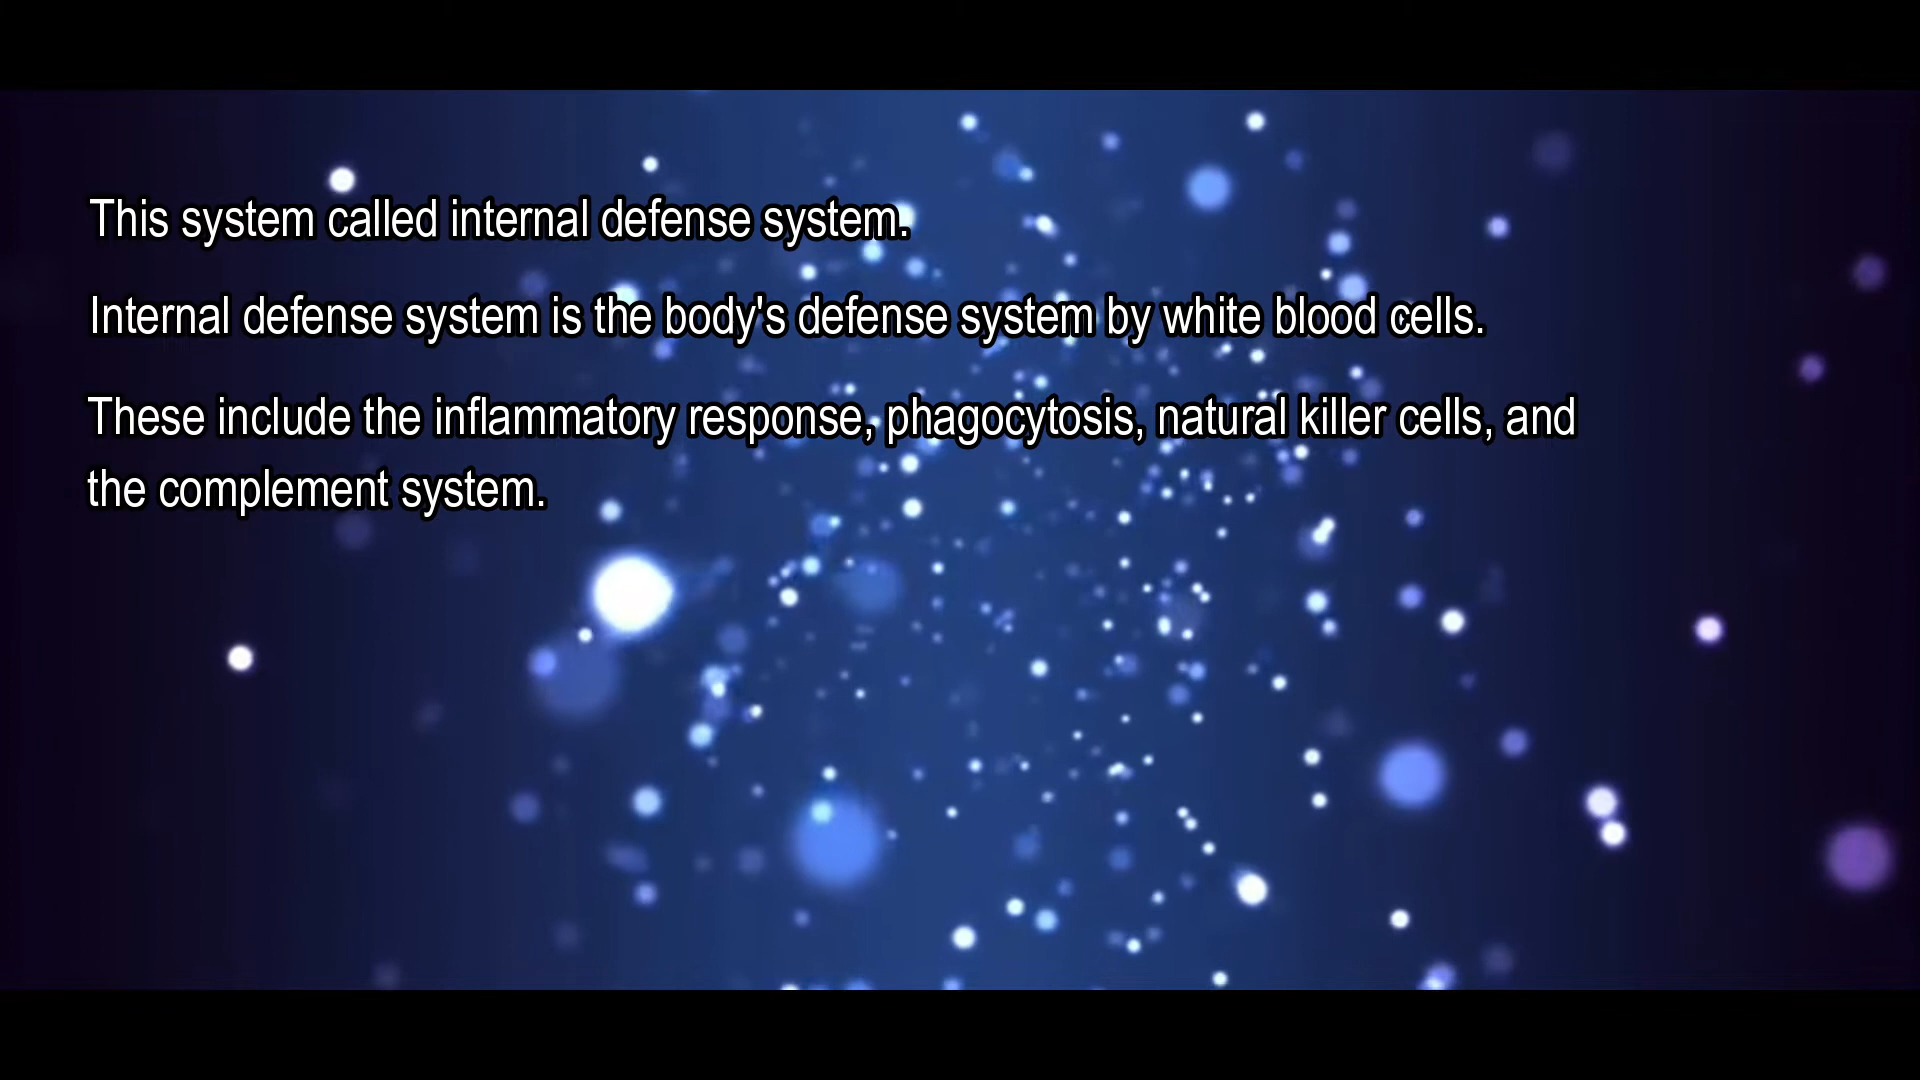 This system called internal defense system.
Internal defense system is the body's defense system by white blood cells.
These include the inflammatory response, phagocytosis, natural killer cells, and
the complement system.